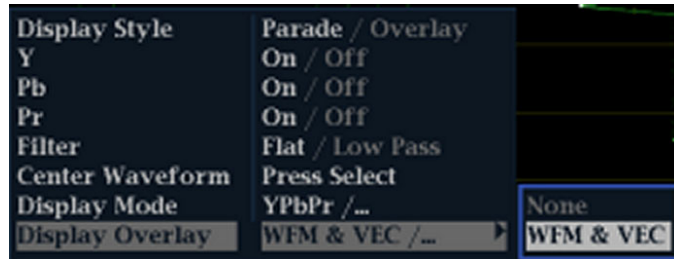 Display Style Parade / Overlay
Y On / Off
Pb On / Off
Pr On / Off
Filter Flat / Low Pass
Center Waveform Press Select
Display Mode YPbPr /...
Display Overlay WFM & VEC /...
None
WFM & VEC